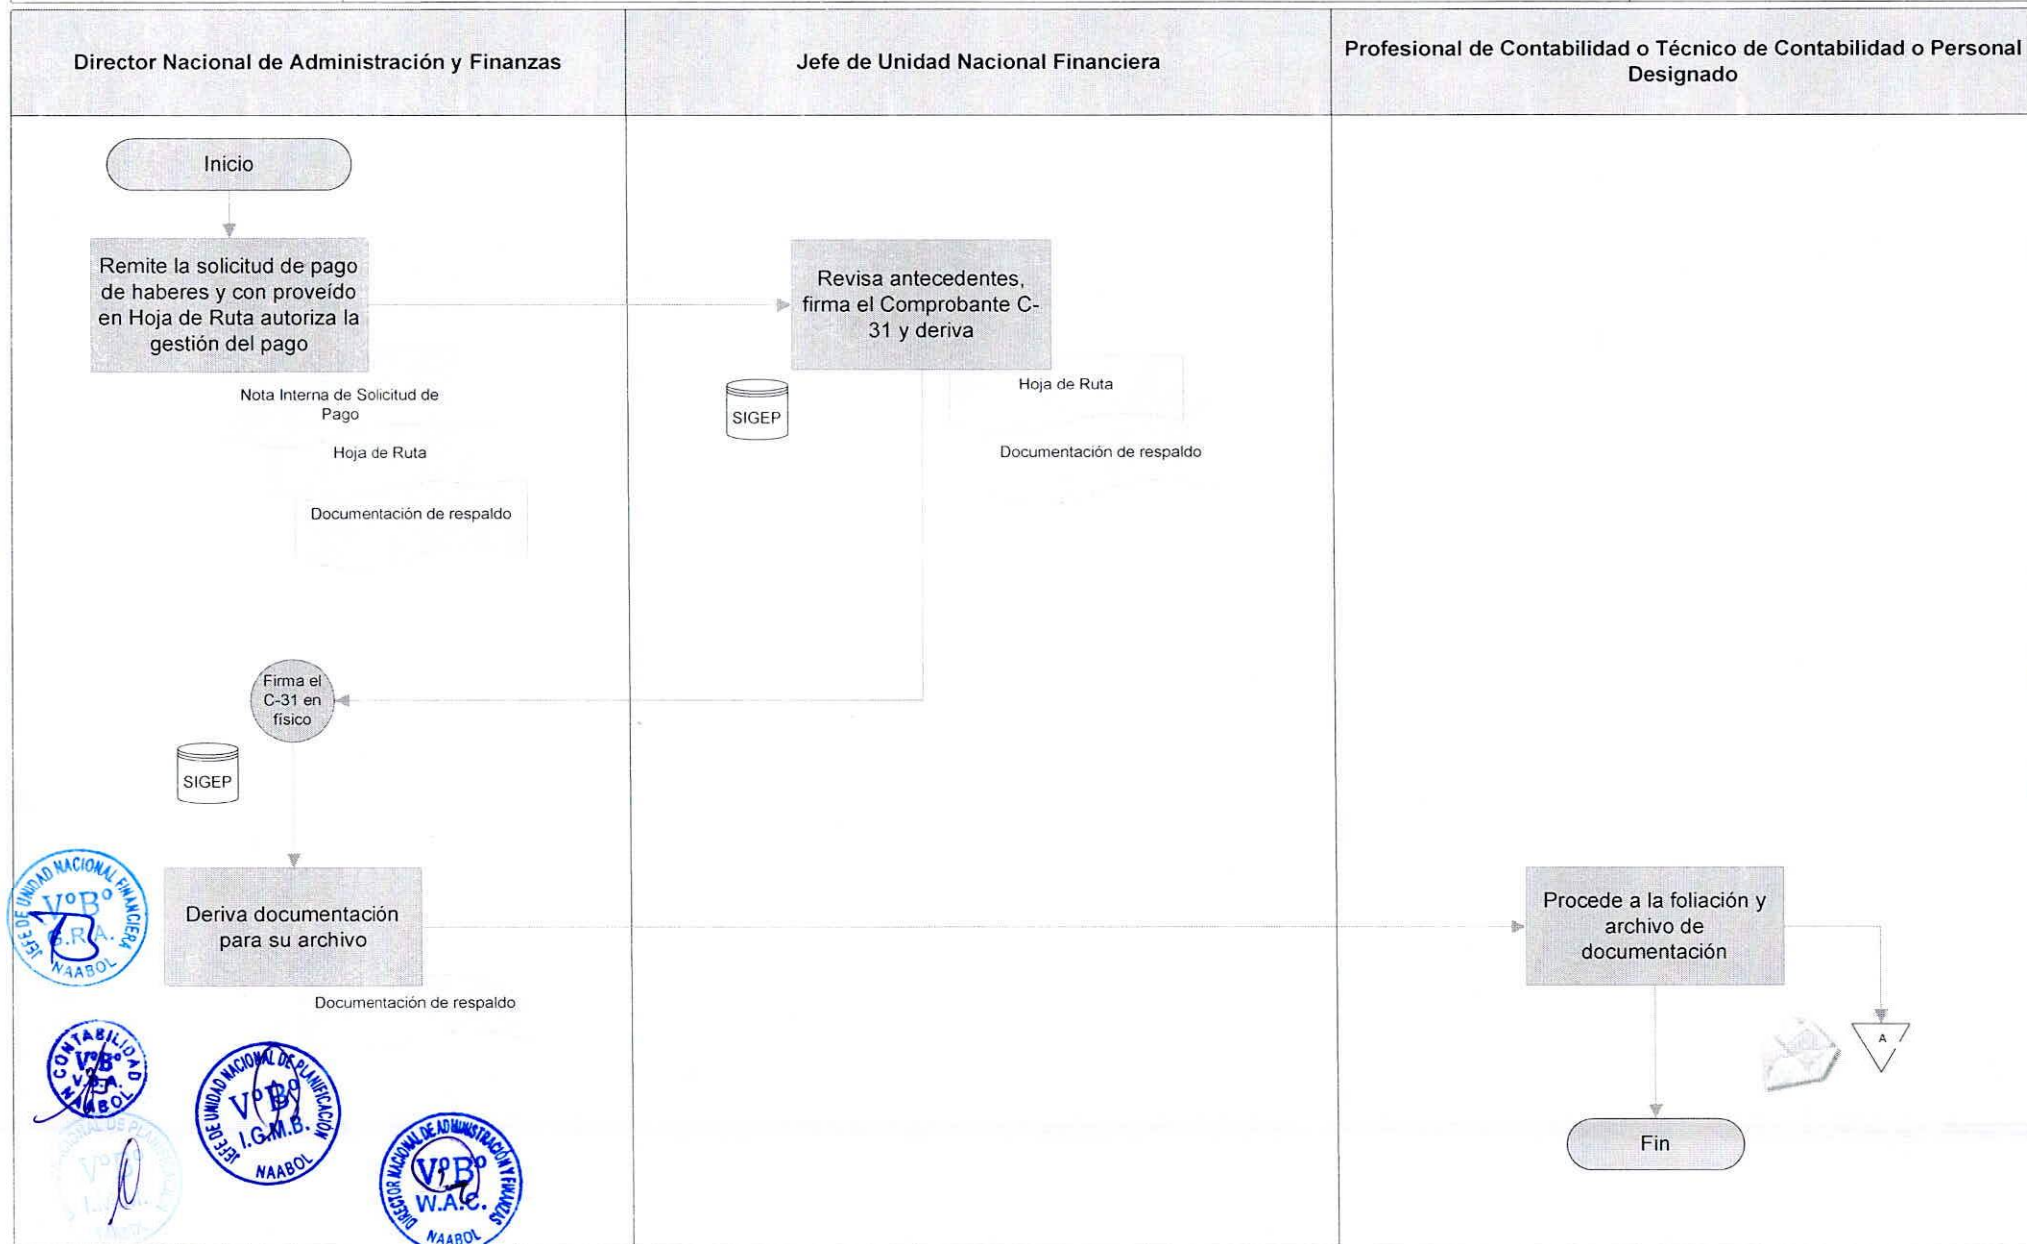 Director Nacional de Administración y Finanzas
Jefe de Unidad Nacional Financiera
Profesional de Contabilidad o Técnico de Contabilidad o Personal
Designado
Inicio
Remite la solicitud de pago
de haberes y con proveído
en Hoja de Ruta autoriza la
gestión del pago
Nota Interna de Solicitud de
Pago
Hoja de Ruta
Documentación de respaldo
Revisa antecedentes,
firma el Comprobante C-
31 y deriva
SIGEP
Hoja de Ruta
Documentación de respaldo
Firma el
C-31 en
físico
SIGEP
Deriva documentación
para su archivo
Documentación de respaldo
Procede a la foliación y
archivo de
documentación
A
Fin
JEFE DE UNIDAD NACIONAL FINANCIERA
VºBº
G.R.A.
NAABOL
CONTABILIDAD
VºBº
NAABOL
JEFE DE UNIDAD NACIONAL DE PLANIFICACIÓN
VºBº
I.G.M.B.
NAABOL
VºBº
DIRECTOR NACIONAL DE ADMINISTRACIÓN Y FINANZAS
VºBº
W.A.C.
NAABOL